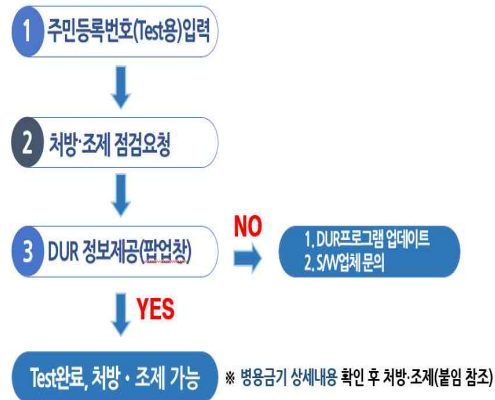 1 주민등록번호(Test용)입력
2 처방·조제 점검요청
3 DUR 정보제공(팝업창)
NO
1. DUR프로그램 업데이트
2. S/W업체 문의
YES
Test완료, 처방·조제 가능
※ 병용금기 상세내용 확인 후 처방·조제(붙임 참조)